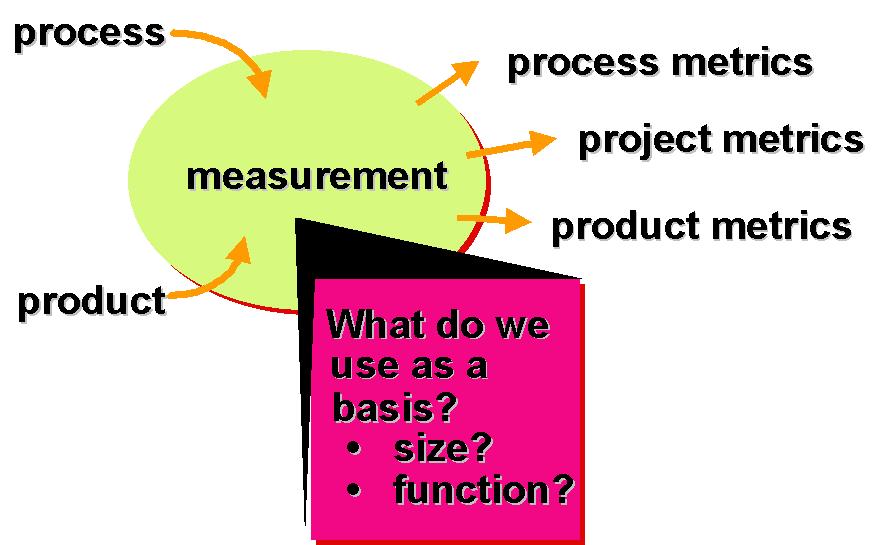 process
process metrics
project metrics
measurement
product metrics
product
What do we
use as a
basis?
• size?
• function?